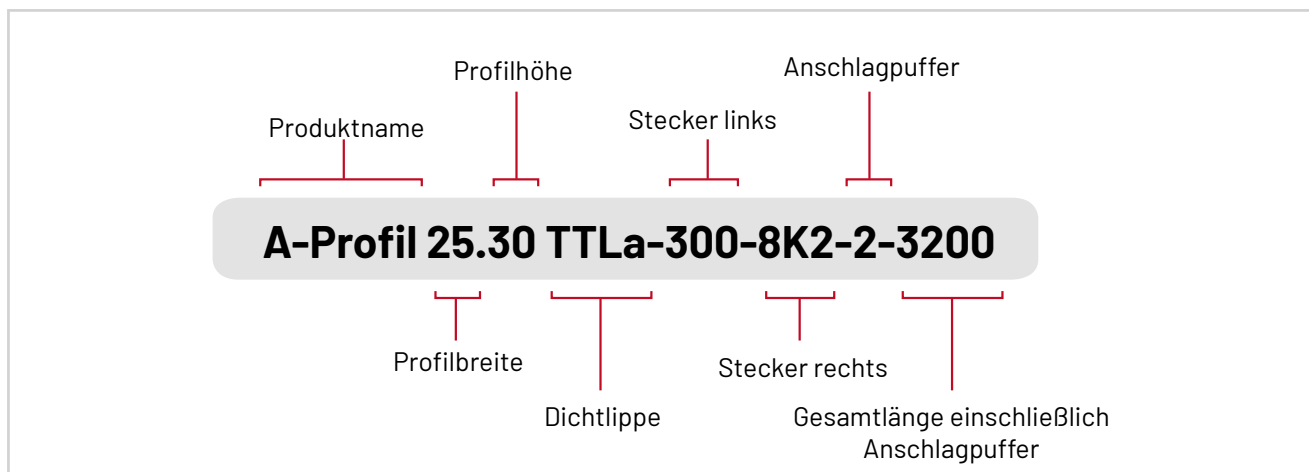 Profilhöhe
Anschlagpuffer
Produktname
Stecker links
A-Profil 25.30 TTLa-300-8K2-2-3200
Profilbreite
Stecker rechts
Dichtlippe
Gesamtlänge einschließlich
Anschlagpuffer